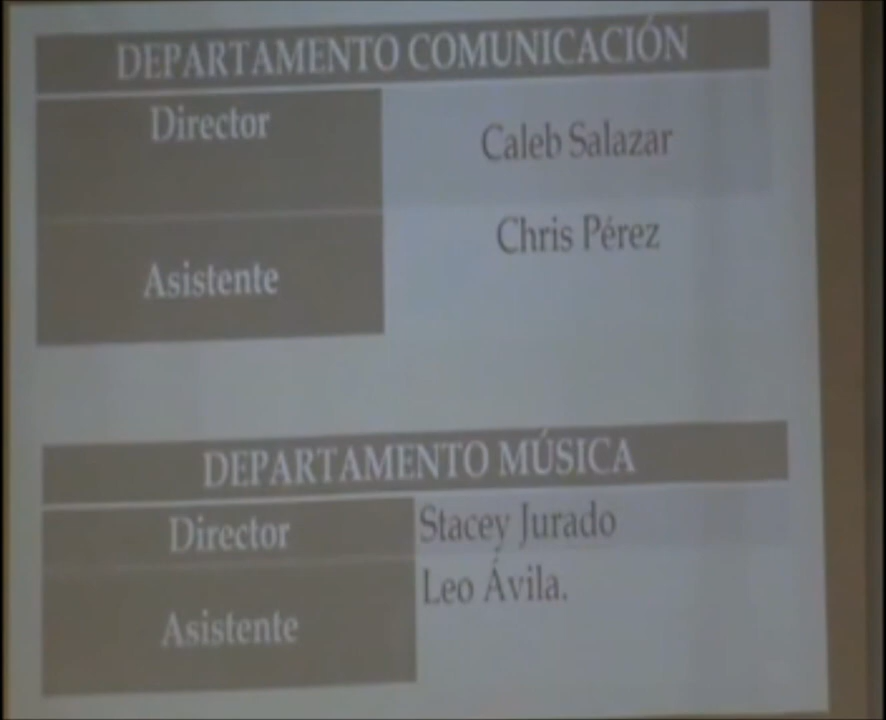 DEPARTAMENTO COMUNICACIÓN
Director
Caleb Salazar
Asistente
Chris Pérez
DEPARTAMENTO MÚSICA
Director
Stacey Jurado
Asistente
Leo Ávila.